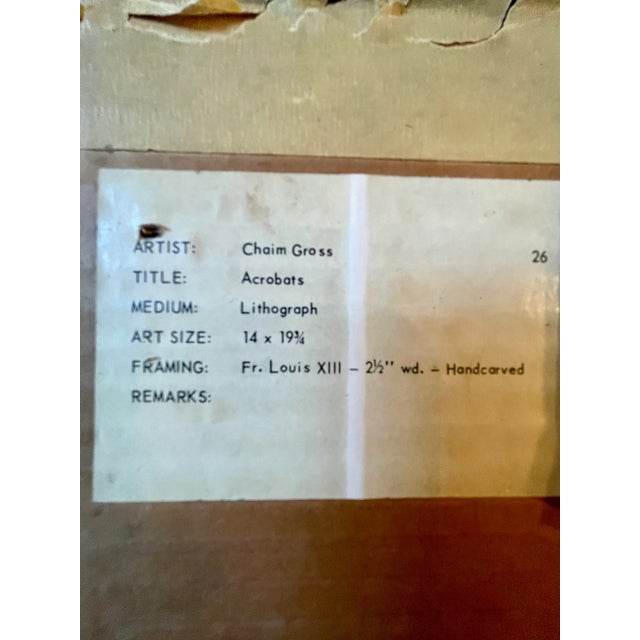 ARTIST: Chaim Gross 26
TITLE: Acrobats
MEDIUM: Lithograph
ART SIZE: 14 x 19¾
FRAMING: Fr. Louis XIII – 2½" wd. – Handcarved
REMARKS: